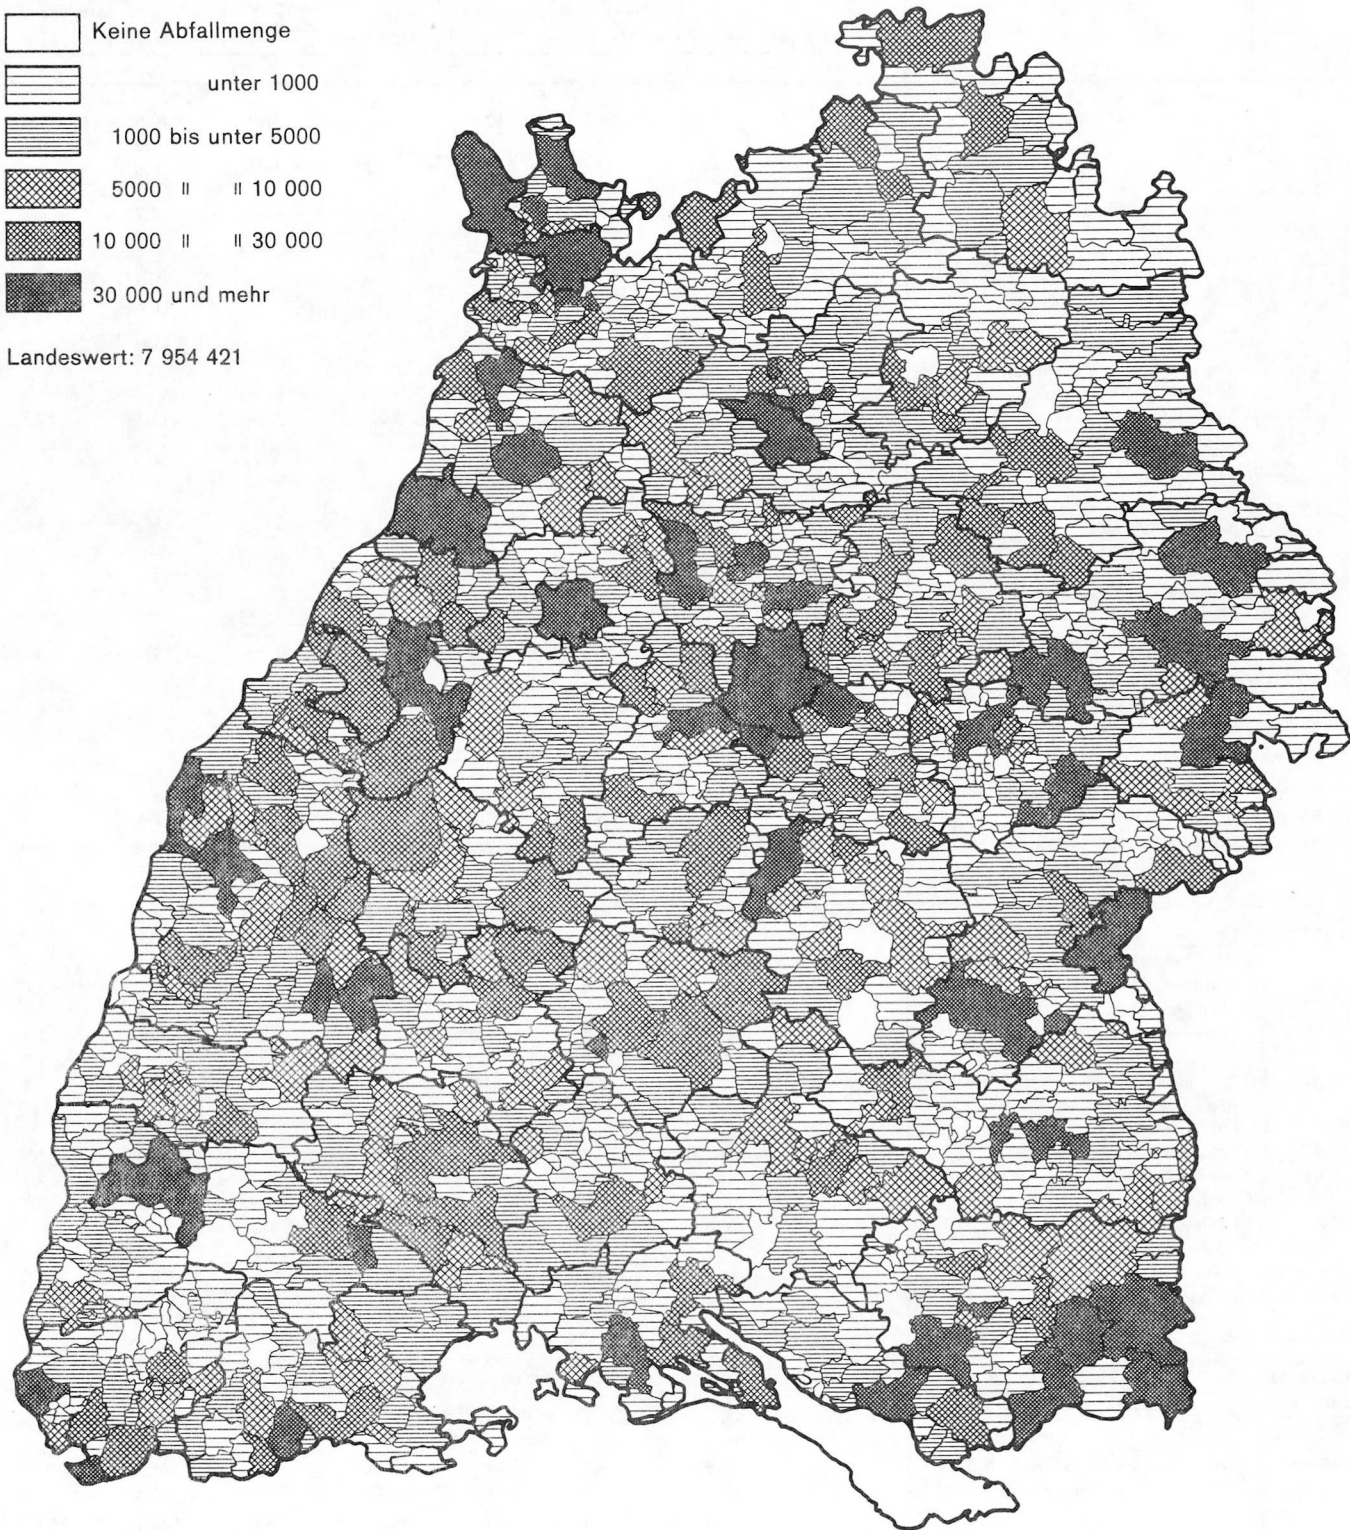 Keine Abfallmenge
unter 1000
1000 bis unter 5000
5000 〃 〃 10 000
10 000 〃 〃 30 000
30 000 und mehr
Landeswert: 7 954 421